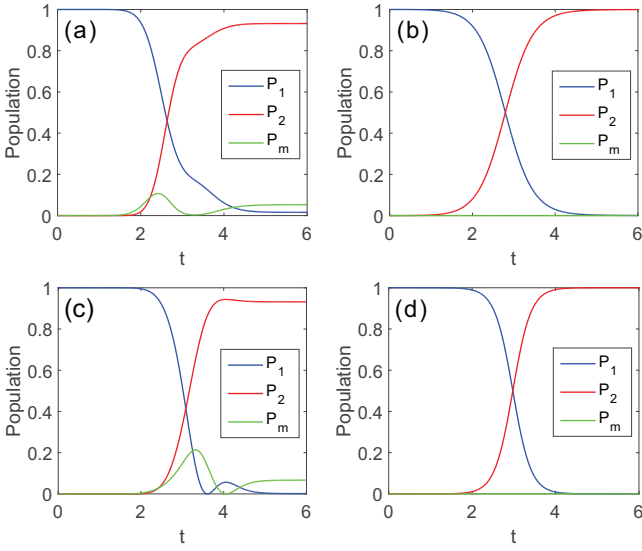 (a)
1
0.8
0.6
0.4
0.2
0
Population
P1
P2
Pm
0 2 4 6
t
(b)
1
0.8
0.6
0.4
0.2
0
Population
P1
P2
Pm
0 2 4 6
t
(c)
1
0.8
0.6
0.4
0.2
0
Population
P1
P2
Pm
0 2 4 6
t
(d)
1
0.8
0.6
0.4
0.2
0
Population
P1
P2
Pm
0 2 4 6
t